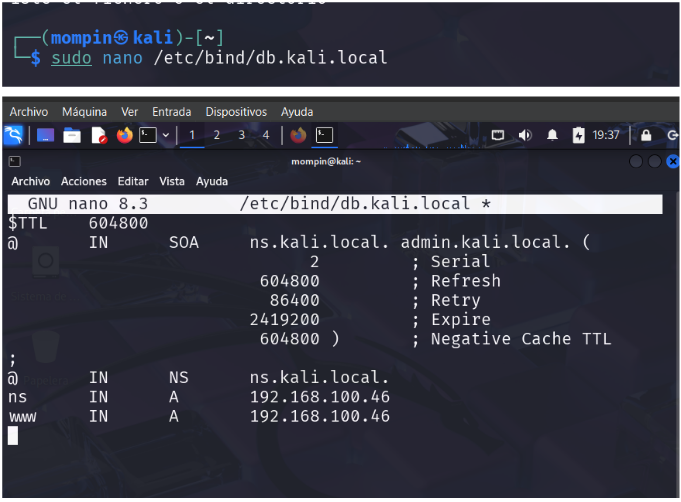 (mompin㉿kali)-[~]
$ sudo nano /etc/bind/db.kali.local
Archivo Máquina Ver Entrada Dispositivos Ayuda
1 2 3 4 19:37
mompin@kali: ~
Archivo Acciones Editar Vista Ayuda
GNU nano 8.3 /etc/bind/db.kali.local *
$TTL 604800
@ IN SOA ns.kali.local. admin.kali.local. (
2 ; Serial
604800 ; Refresh
86400 ; Retry
2419200 ; Expire
604800 ) ; Negative Cache TTL
;
@ IN NS ns.kali.local.
ns IN A 192.168.100.46
www IN A 192.168.100.46